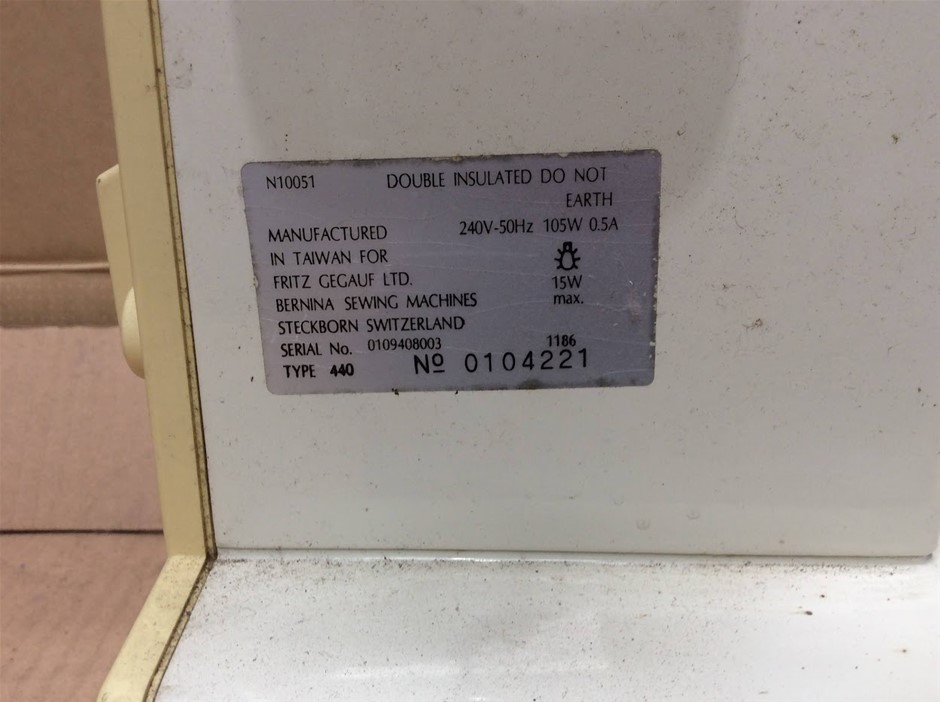 N10051 DOUBLE INSULATED DO NOT
EARTH
MANUFACTURED 240V-50Hz 105W 0.5A
IN TAIWAN FOR
FRITZ GEGAUF LTD. 15W
BERNINA SEWING MACHINES max.
STECKBORN SWITZERLAND
SERIAL No. 0109408003 1186
TYPE 440 Nº 0104221